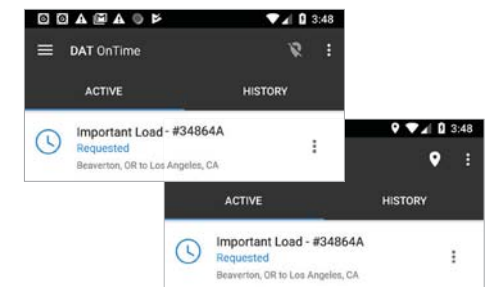 3:48
DAT OnTime
ACTIVE HISTORY
Important Load - #34864A
Requested
Beaverton, OR to Los Angeles, CA
3:48
ACTIVE HISTORY
Important Load - #34864A
Requested
Beaverton, OR to Los Angeles, CA